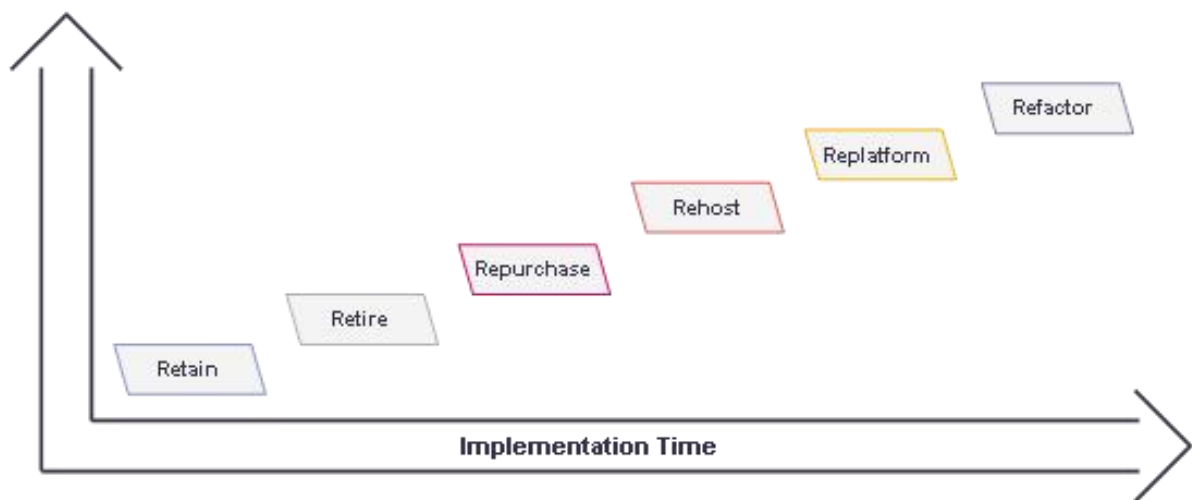 Refactor
Replatform
Rehost
Repurchase
Retire
Retain
Implementation Time